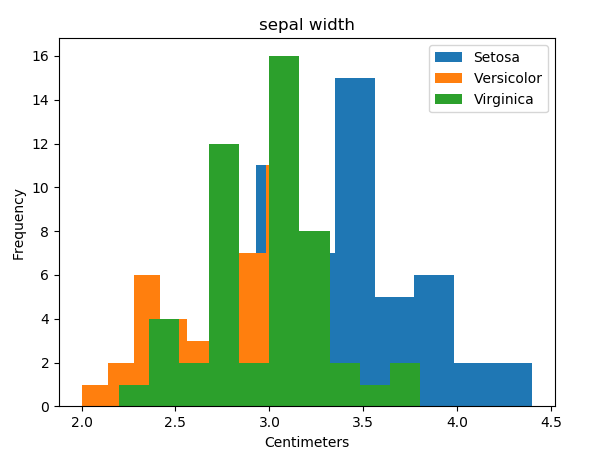 sepal width
Setosa
Versicolor
Virginica
16
14
12
10
8
6
4
2
0
Frequency
2.0 2.5 3.0 3.5 4.0 4.5
Centimeters